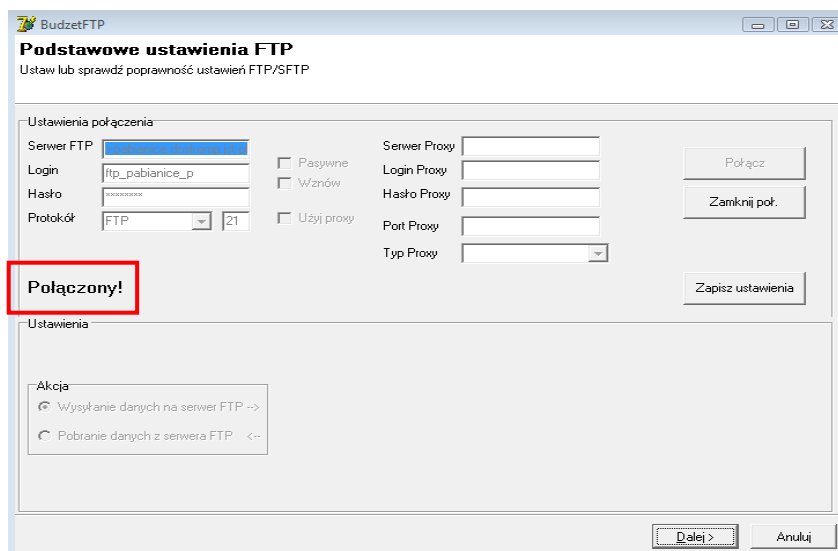 BudzetFTP
Podstawowe ustawienia FTP
Ustaw lub sprawdź poprawność ustawień FTP/SFTP
Ustawienia połączenia
Serwer FTP
Login ftp_pabianice_p
Hasło xxxxxxxx
Protokół FTP 21
Pasywne
Wznów
Użyj proxy
Serwer Proxy
Login Proxy
Hasło Proxy
Port Proxy
Typ Proxy
Połącz
Zamknij poł.
Połączony!
Zapisz ustawienia
Ustawienia
Akcja
Wysyłanie danych na serwer FTP -->
Pobranie danych z serwera FTP <--
Dalej >
Anuluj